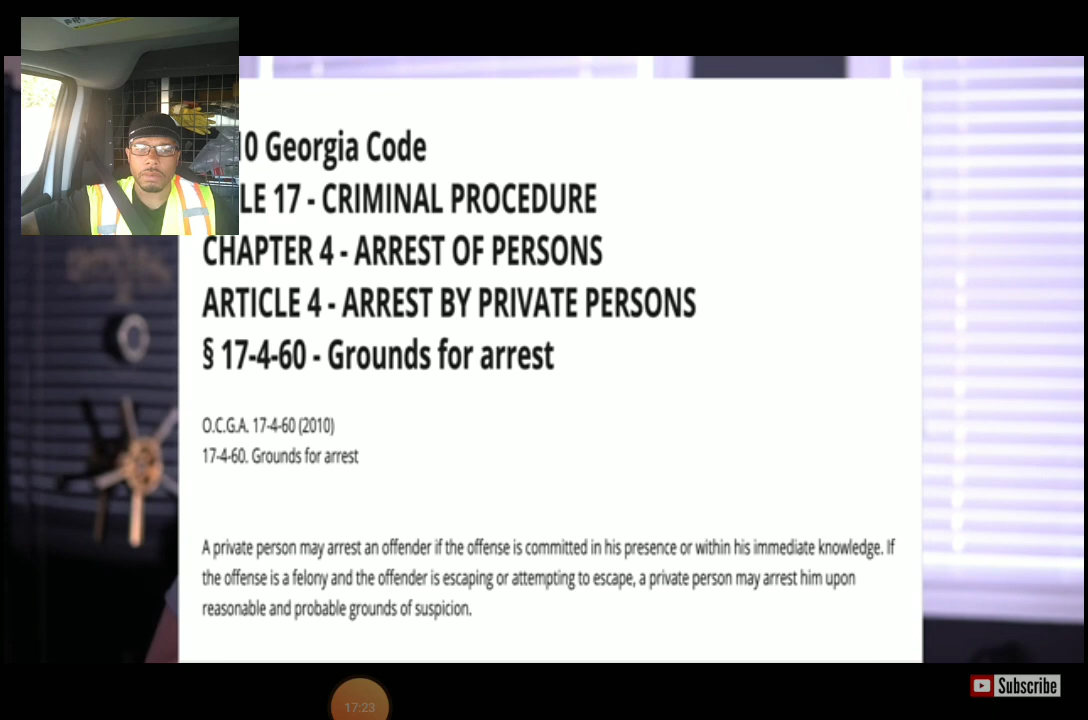 10 Georgia Code
LE 17 - CRIMINAL PROCEDURE
CHAPTER 4 - ARREST OF PERSONS
ARTICLE 4 - ARREST BY PRIVATE PERSONS
§ 17-4-60 - Grounds for arrest
O.C.G.A. 17-4-60 (2010)
17-4-60. Grounds for arrest
A private person may arrest an offender if the offense is committed in his presence or within his immediate knowledge. If
the offense is a felony and the offender is escaping or attempting to escape, a private person may arrest him upon
reasonable and probable grounds of suspicion.
17:23
Subscribe